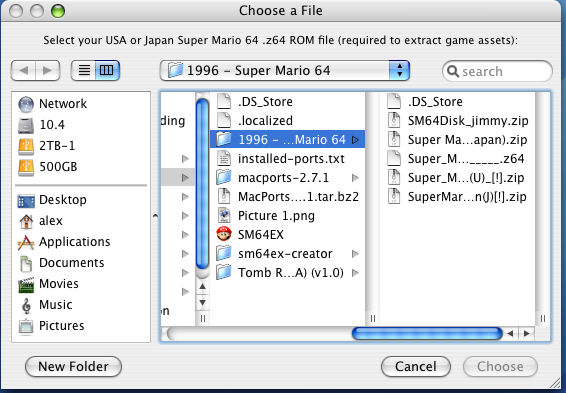 Choose a File
Select your USA or Japan Super Mario 64 .z64 ROM file (required to extract game assets):
1996 – Super Mario 64
search
Network
10.4
2TB-1
500GB
Desktop
alex
Applications
Documents
Movies
Music
Pictures
ding
on
.DS_Store
.localized
1996 – ...Mario 64
installed-ports.txt
macports-2.7.1
MacPorts....1.tar.bz2
Picture 1.png
SM64EX
sm64ex-creator
Tomb R...A) (v1.0)
.DS_Store
SM64Disk_jimmy.zip
Super Ma...apan).zip
Super_M..._____.z64
Super_M...(U)_[!].zip
SuperMar...n(J)[!].zip
New Folder
Cancel
Choose